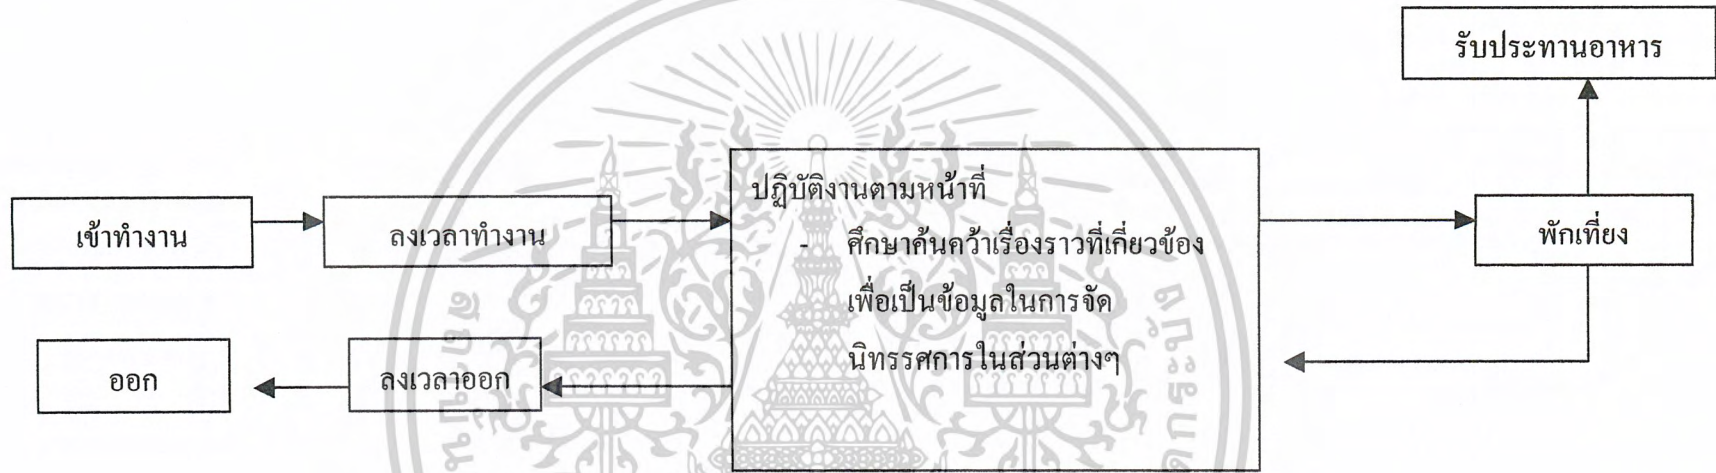 รับประทานอาหาร
เข้าทำงาน
ลงเวลาทำงาน
ปฏิบัติงานตามหน้าที่
- ศึกษาค้นคว้าเรื่องราวที่เกี่ยวข้อง
เพื่อเป็นข้อมูลในการจัด
นิทรรศการในส่วนต่างๆ
พักเที่ยง
ออก
ลงเวลาออก